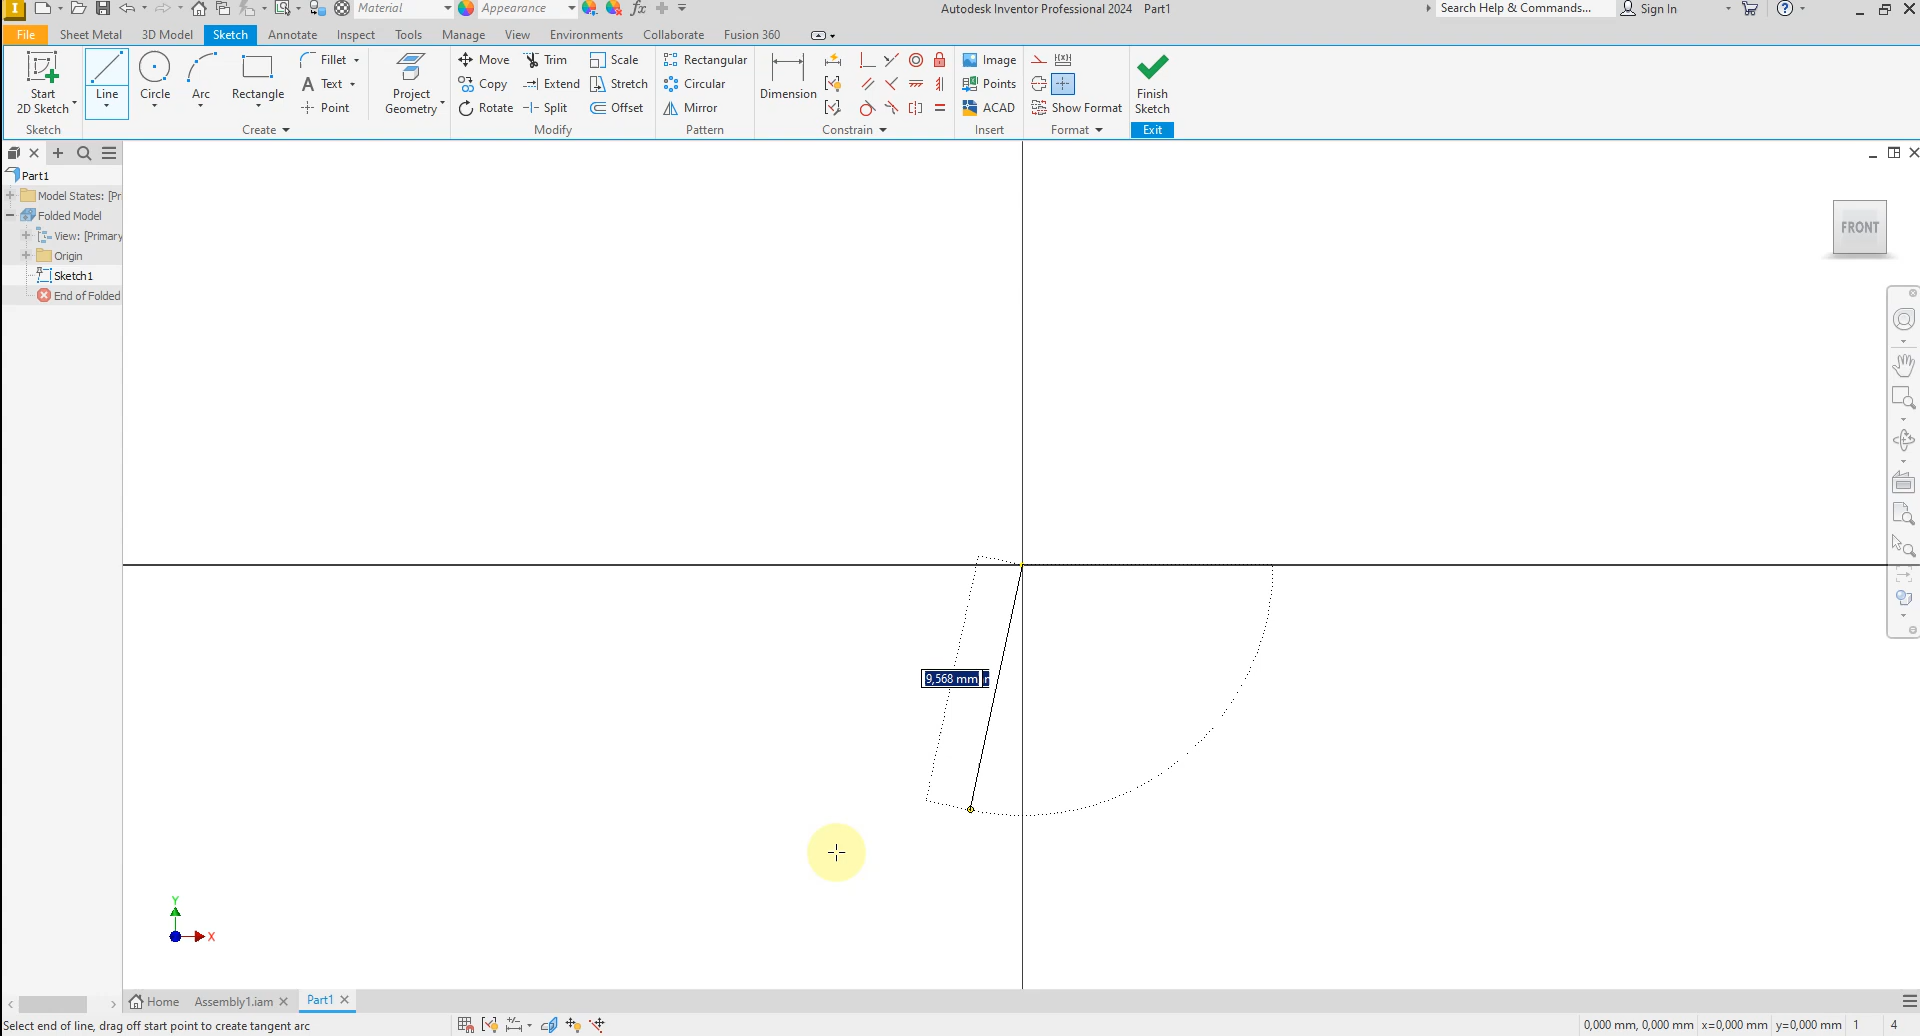 Material
Appearance
fx
Autodesk Inventor Professional 2024 Part1
Search Help & Commands...
Sign In
File
Sheet Metal
3D Model
Sketch
Annotate
Inspect
Tools
Manage
View
Environments
Collaborate
Fusion 360
Start
2D Sketch
Line
Circle
Arc
Rectangle
Fillet
Text
Point
Project
Geometry
Move
Copy
Rotate
Trim
Extend
Split
Scale
Stretch
Offset
Rectangular
Circular
Mirror
Dimension
Image
Points
ACAD
Show Format
Finish
Sketch
Sketch
Create
Modify
Pattern
Constrain
Insert
Format
Exit
Part1
Model States: [Pr
Folded Model
View: [Primary
Origin
Sketch1
End of Folded
FRONT
9,568 mm
Y
X
Home
Assembly1.iam
Part1
Select end of line, drag off start point to create tangent arc
0,000 mm, 0,000 mm
x=0,000 mm
y=0,000 mm
1
4